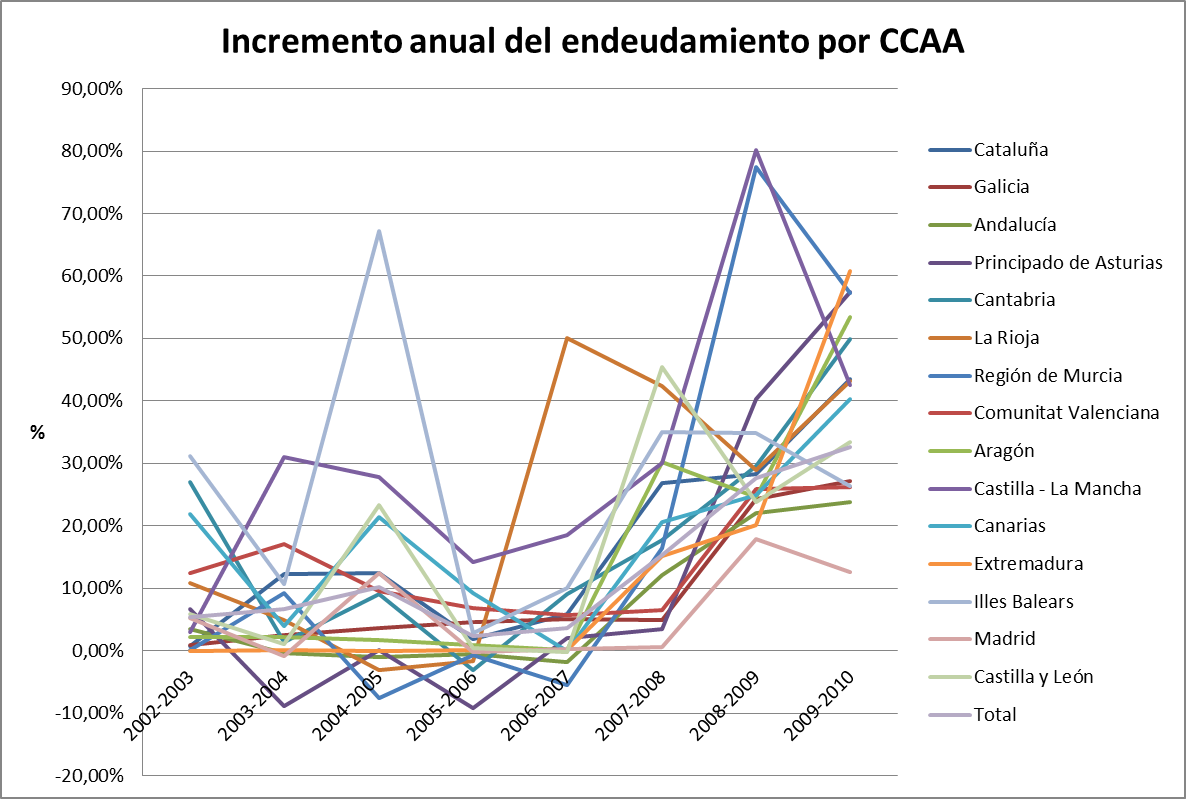 Incremento anual del endeudamiento por CCAA
90,00%
80,00%
70,00%
60,00%
50,00%
40,00%
30,00%
20,00%
10,00%
0,00%
-10,00%
-20,00%
%
2002-2003
2003-2004
2004-2005
2005-2006
2006-2007
2007-2008
2008-2009
2009-2010
Cataluña
Galicia
Andalucía
Principado de Asturias
Cantabria
La Rioja
Región de Murcia
Comunitat Valenciana
Aragón
Castilla - La Mancha
Canarias
Extremadura
Illes Balears
Madrid
Castilla y León
Total